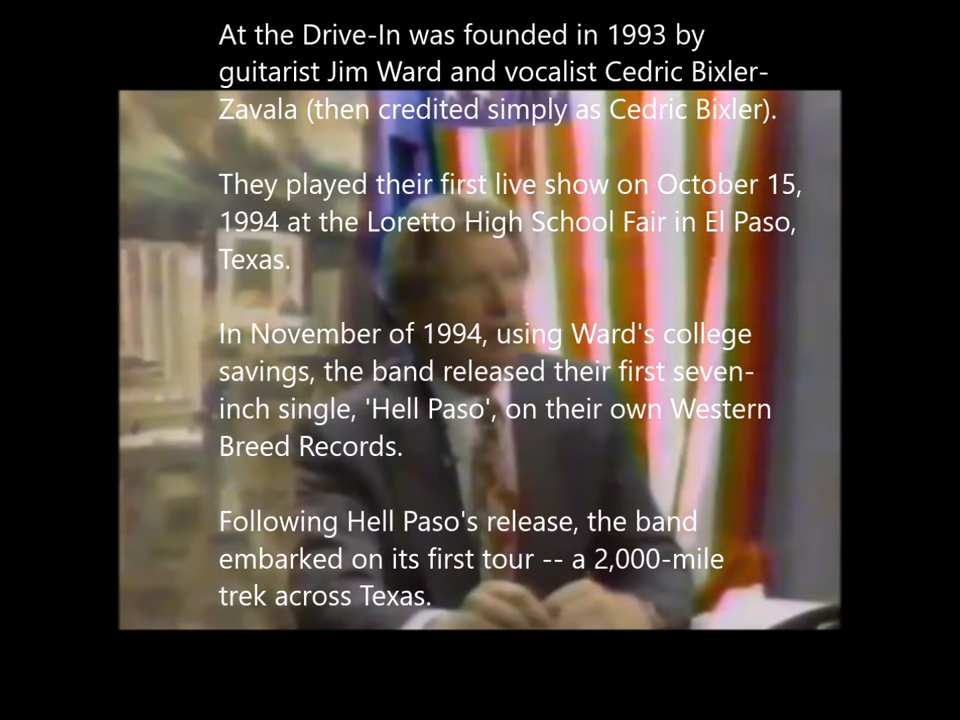 At the Drive-In was founded in 1993 by
guitarist Jim Ward and vocalist Cedric Bixler-
Zavala (then credited simply as Cedric Bixler).
They played their first live show on October 15,
1994 at the Loretto High School Fair in El Paso,
Texas.
In November of 1994, using Ward's college
savings, the band released their first seven-
inch single, 'Hell Paso', on their own Western
Breed Records.
Following Hell Paso's release, the band
embarked on its first tour -- a 2,000-mile
trek across Texas.